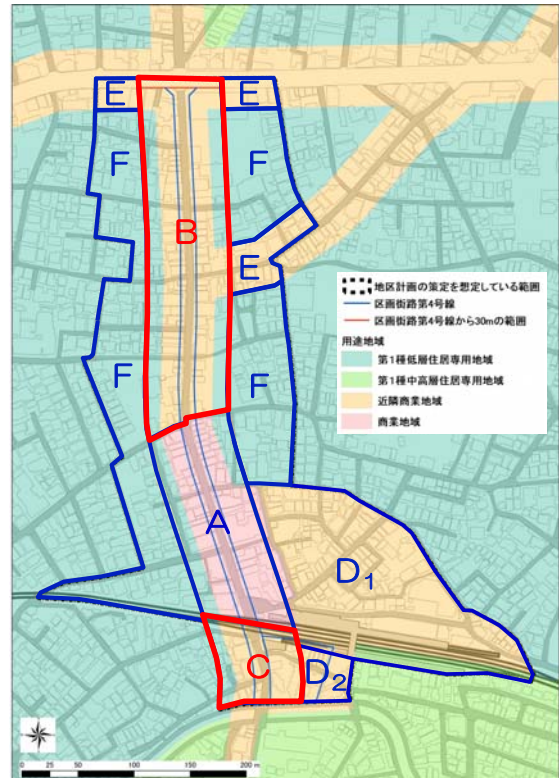 E
E
F
F
B
E
地区計画の策定を想定している範囲
区画街路第4号線
区画街路第4号線から30mの範囲
用途地域
第1種低層住居専用地域
第1種中高層住居専用地域
近隣商業地域
商業地域
F
F
A
D1
C
D2
0 25 50 100 150 200 m